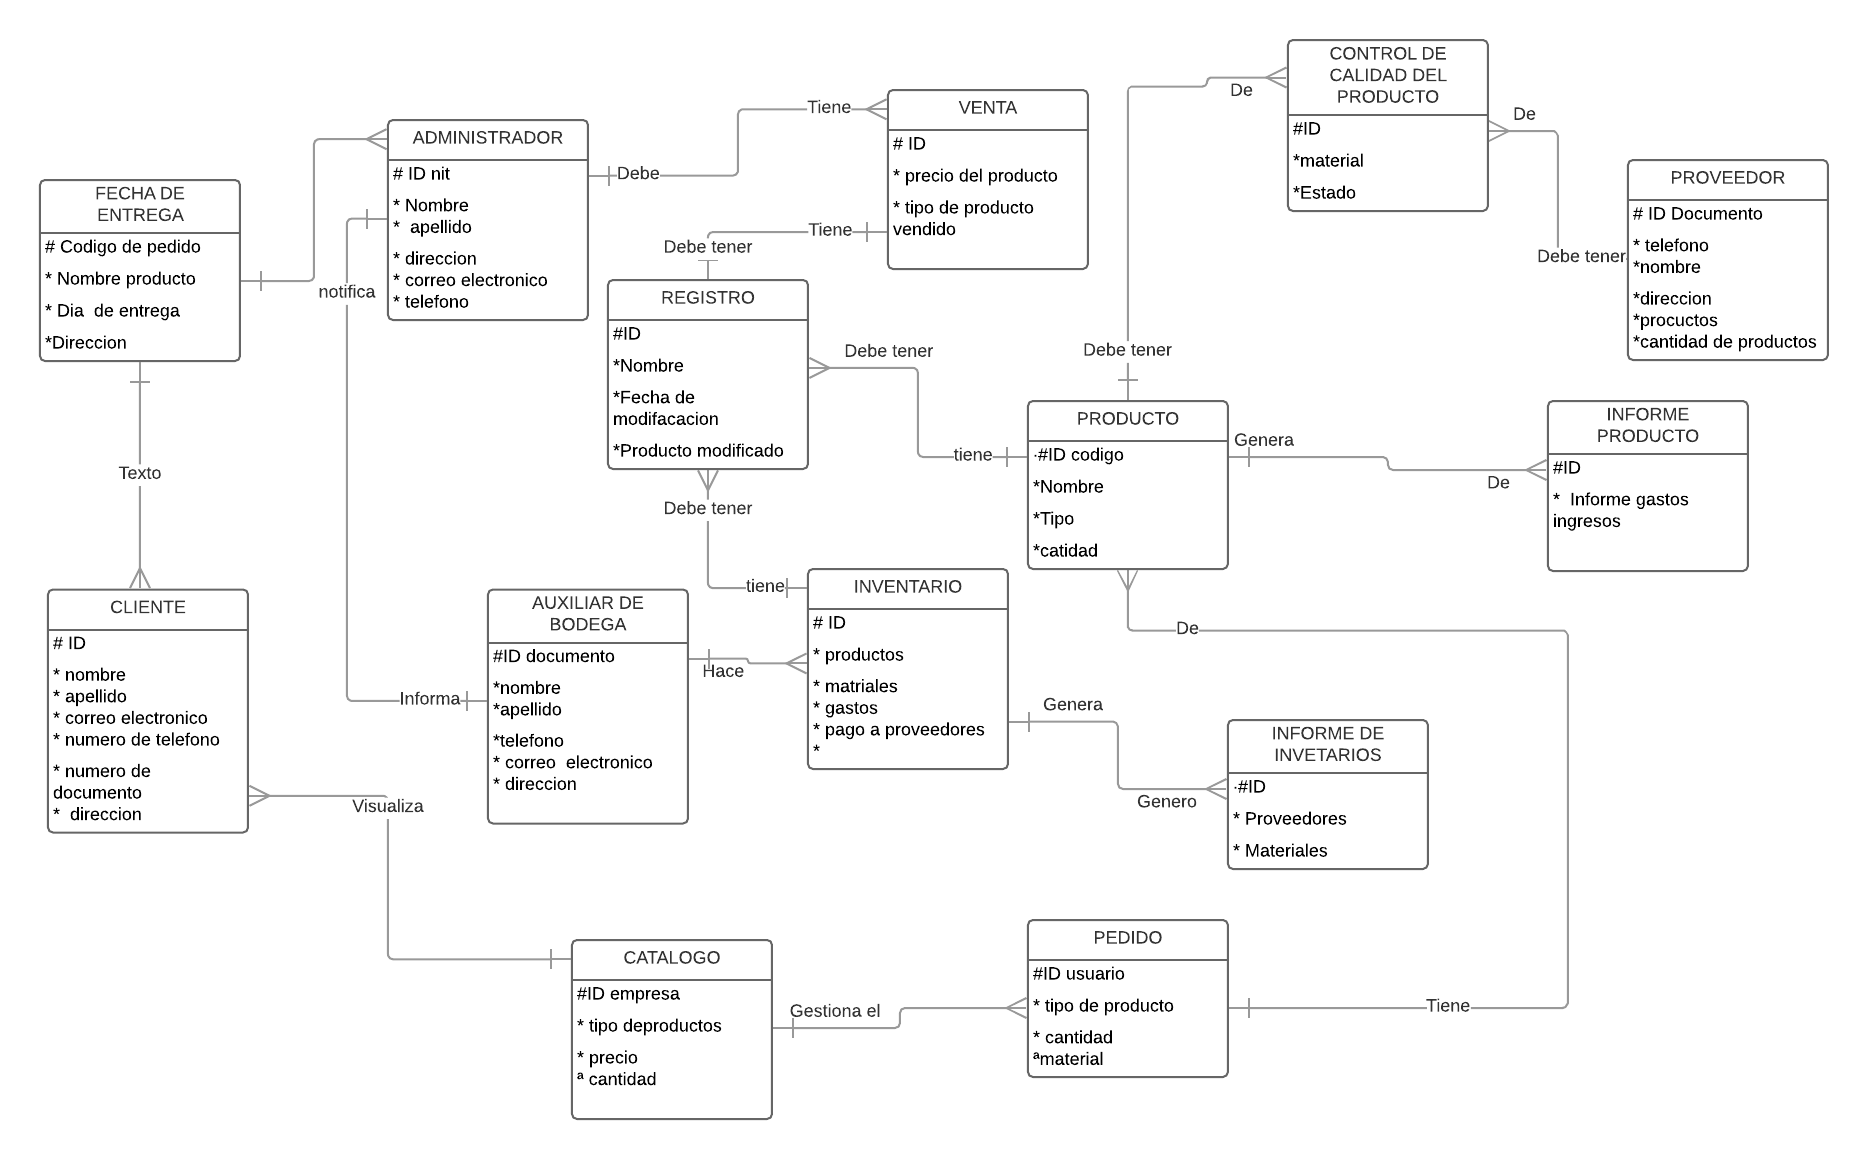 FECHA DE
ENTREGA
# Codigo de pedido
* Nombre producto
* Dia  de entrega
*Direccion
Texto
ADMINISTRADOR
# ID nit
* Nombre
*  apellido
* direccion
* correo electronico
* telefono
notifica
Informa
Debe
Tiene
VENTA
# ID
* precio del producto
* tipo de producto
vendido
Tiene
Debe tener
REGISTRO
#ID
*Nombre
*Fecha de
modifacacion
*Producto modificado
Debe tener
tiene
Debe tener
tiene
De
CONTROL DE
CALIDAD DEL
PRODUCTO
#ID
*material
*Estado
De
Debe tener
PROVEEDOR
# ID Documento
* telefono
*nombre
*direccion
*procuctos
*cantidad de productos
Debe tener
PRODUCTO
·#ID codigo
*Nombre
*Tipo
*catidad
Genera
De
INFORME
PRODUCTO
#ID
*  Informe gastos
ingresos
CLIENTE
# ID
* nombre
* apellido
* correo electronico
* numero de telefono
* numero de
documento
*  direccion
Visualiza
AUXILIAR DE
BODEGA
#ID documento
*nombre
*apellido
*telefono
* correo  electronico
* direccion
Hace
INVENTARIO
# ID
* productos
* matriales
* gastos
* pago a proveedores
*
Genera
Genero
INFORME DE
INVETARIOS
·#ID
* Proveedores
* Materiales
De
CATALOGO
#ID empresa
* tipo deproductos
* precio
ª cantidad
Gestiona el
PEDIDO
#ID usuario
* tipo de producto
* cantidad
ªmaterial
Tiene